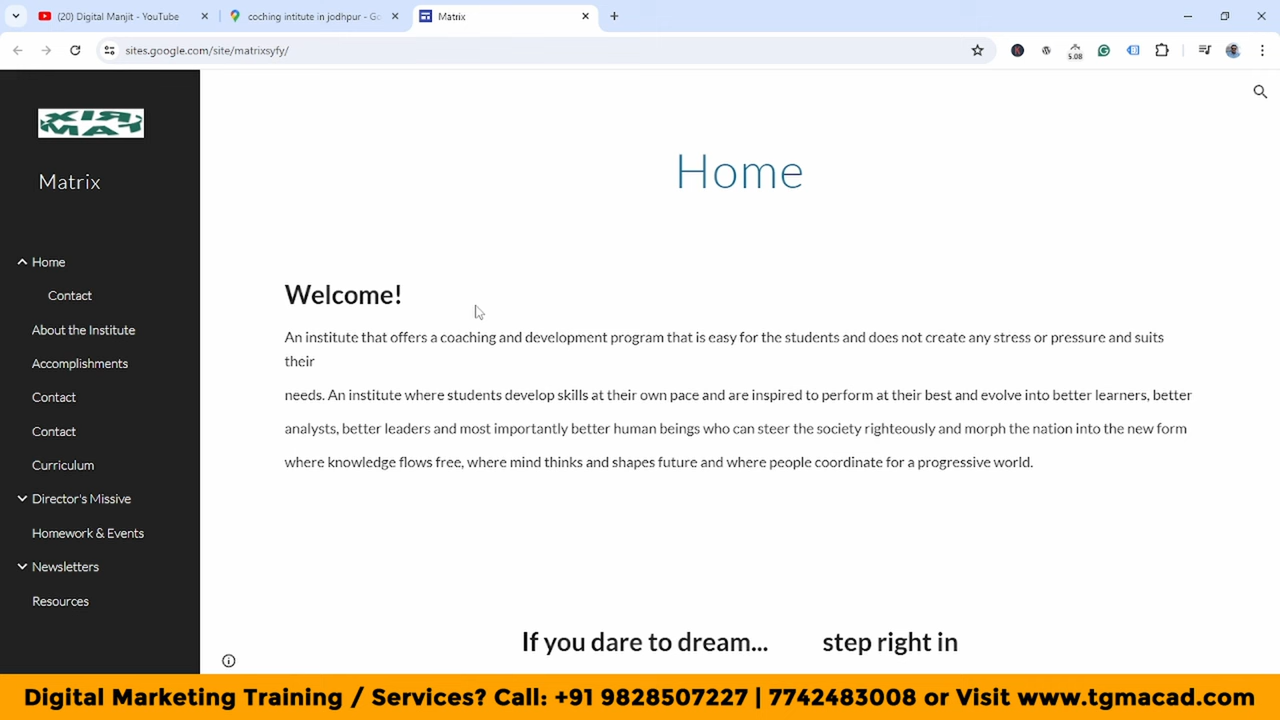 (20) Digital Manjit - YouTube
coching intitute in jodhpur - Go
Matrix
sites.google.com/site/matrixsyfy/
5.08
Matrix
Home
Contact
About the Institute
Accomplishments
Contact
Contact
Curriculum
Director's Missive
Homework & Events
Newsletters
Resources
Home
Welcome!
An institute that offers a coaching and development program that is easy for the students and does not create any stress or pressure and suits
their
needs. An institute where students develop skills at their own pace and are inspired to perform at their best and evolve into better learners, better
analysts, better leaders and most importantly better human beings who can steer the society righteously and morph the nation into the new form
where knowledge flows free, where mind thinks and shapes future and where people coordinate for a progressive world.
If you dare to dream... step right in
Digital Marketing Training / Services? Call: +91 9828507227 | 7742483008 or Visit www.tgmacad.com